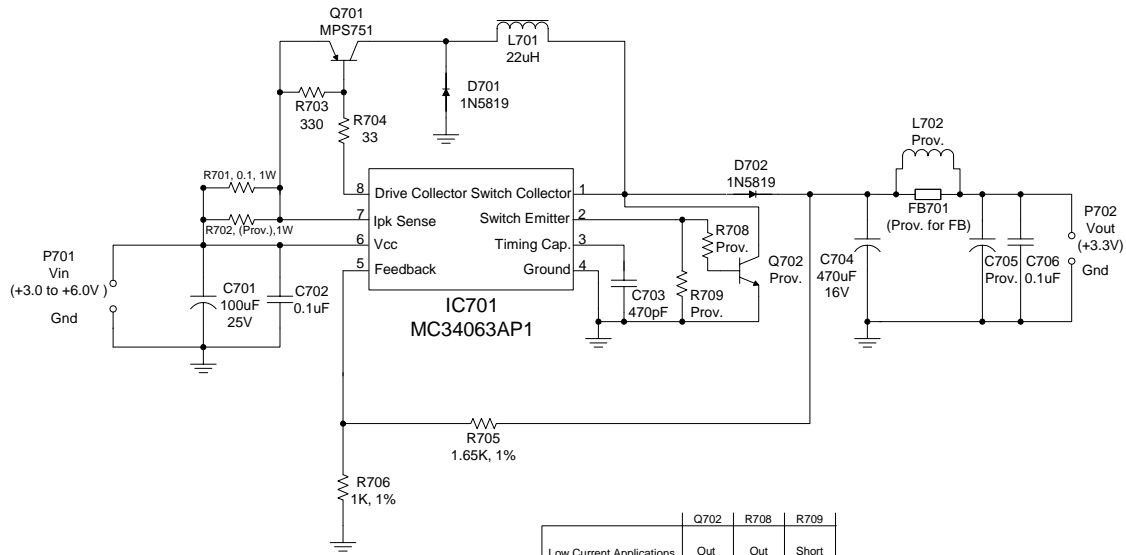 Q701
MPS751
L701
22uH
D701
1N5819
R703
330
R704
33
L702
Prov.
R701, 0.1, 1W
R702, (Prov.),1W
D702
1N5819
8 Drive Collector Switch Collector 1
7 Ipk Sense Switch Emitter 2
6 Vcc Timing Cap. 3
5 Feedback Ground 4
IC701
MC34063AP1
FB701
(Prov. for FB)
P701
Vin
(+3.0 to +6.0V )
Gnd
C701
100uF
25V
C702
0.1uF
C703
470pF
R708
Prov.
R709
Prov.
Q702
Prov.
C704
470uF
16V
C705
Prov.
C706
0.1uF
P702
Vout
(+3.3V)
Gnd
R705
1.65K, 1%
R706
1K, 1%
Q702 R708 R709
Low Current Applications Out Out Short